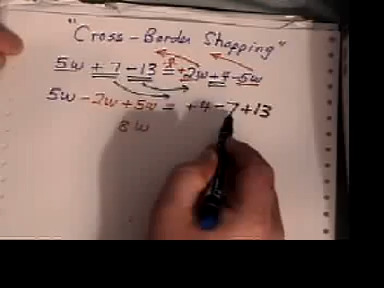 "Cross-Border Shopping"
5w + 7 - 13 = + 2w + 4 - 5w
5w - 2w + 5w = + 4 - 7 + 13
8w